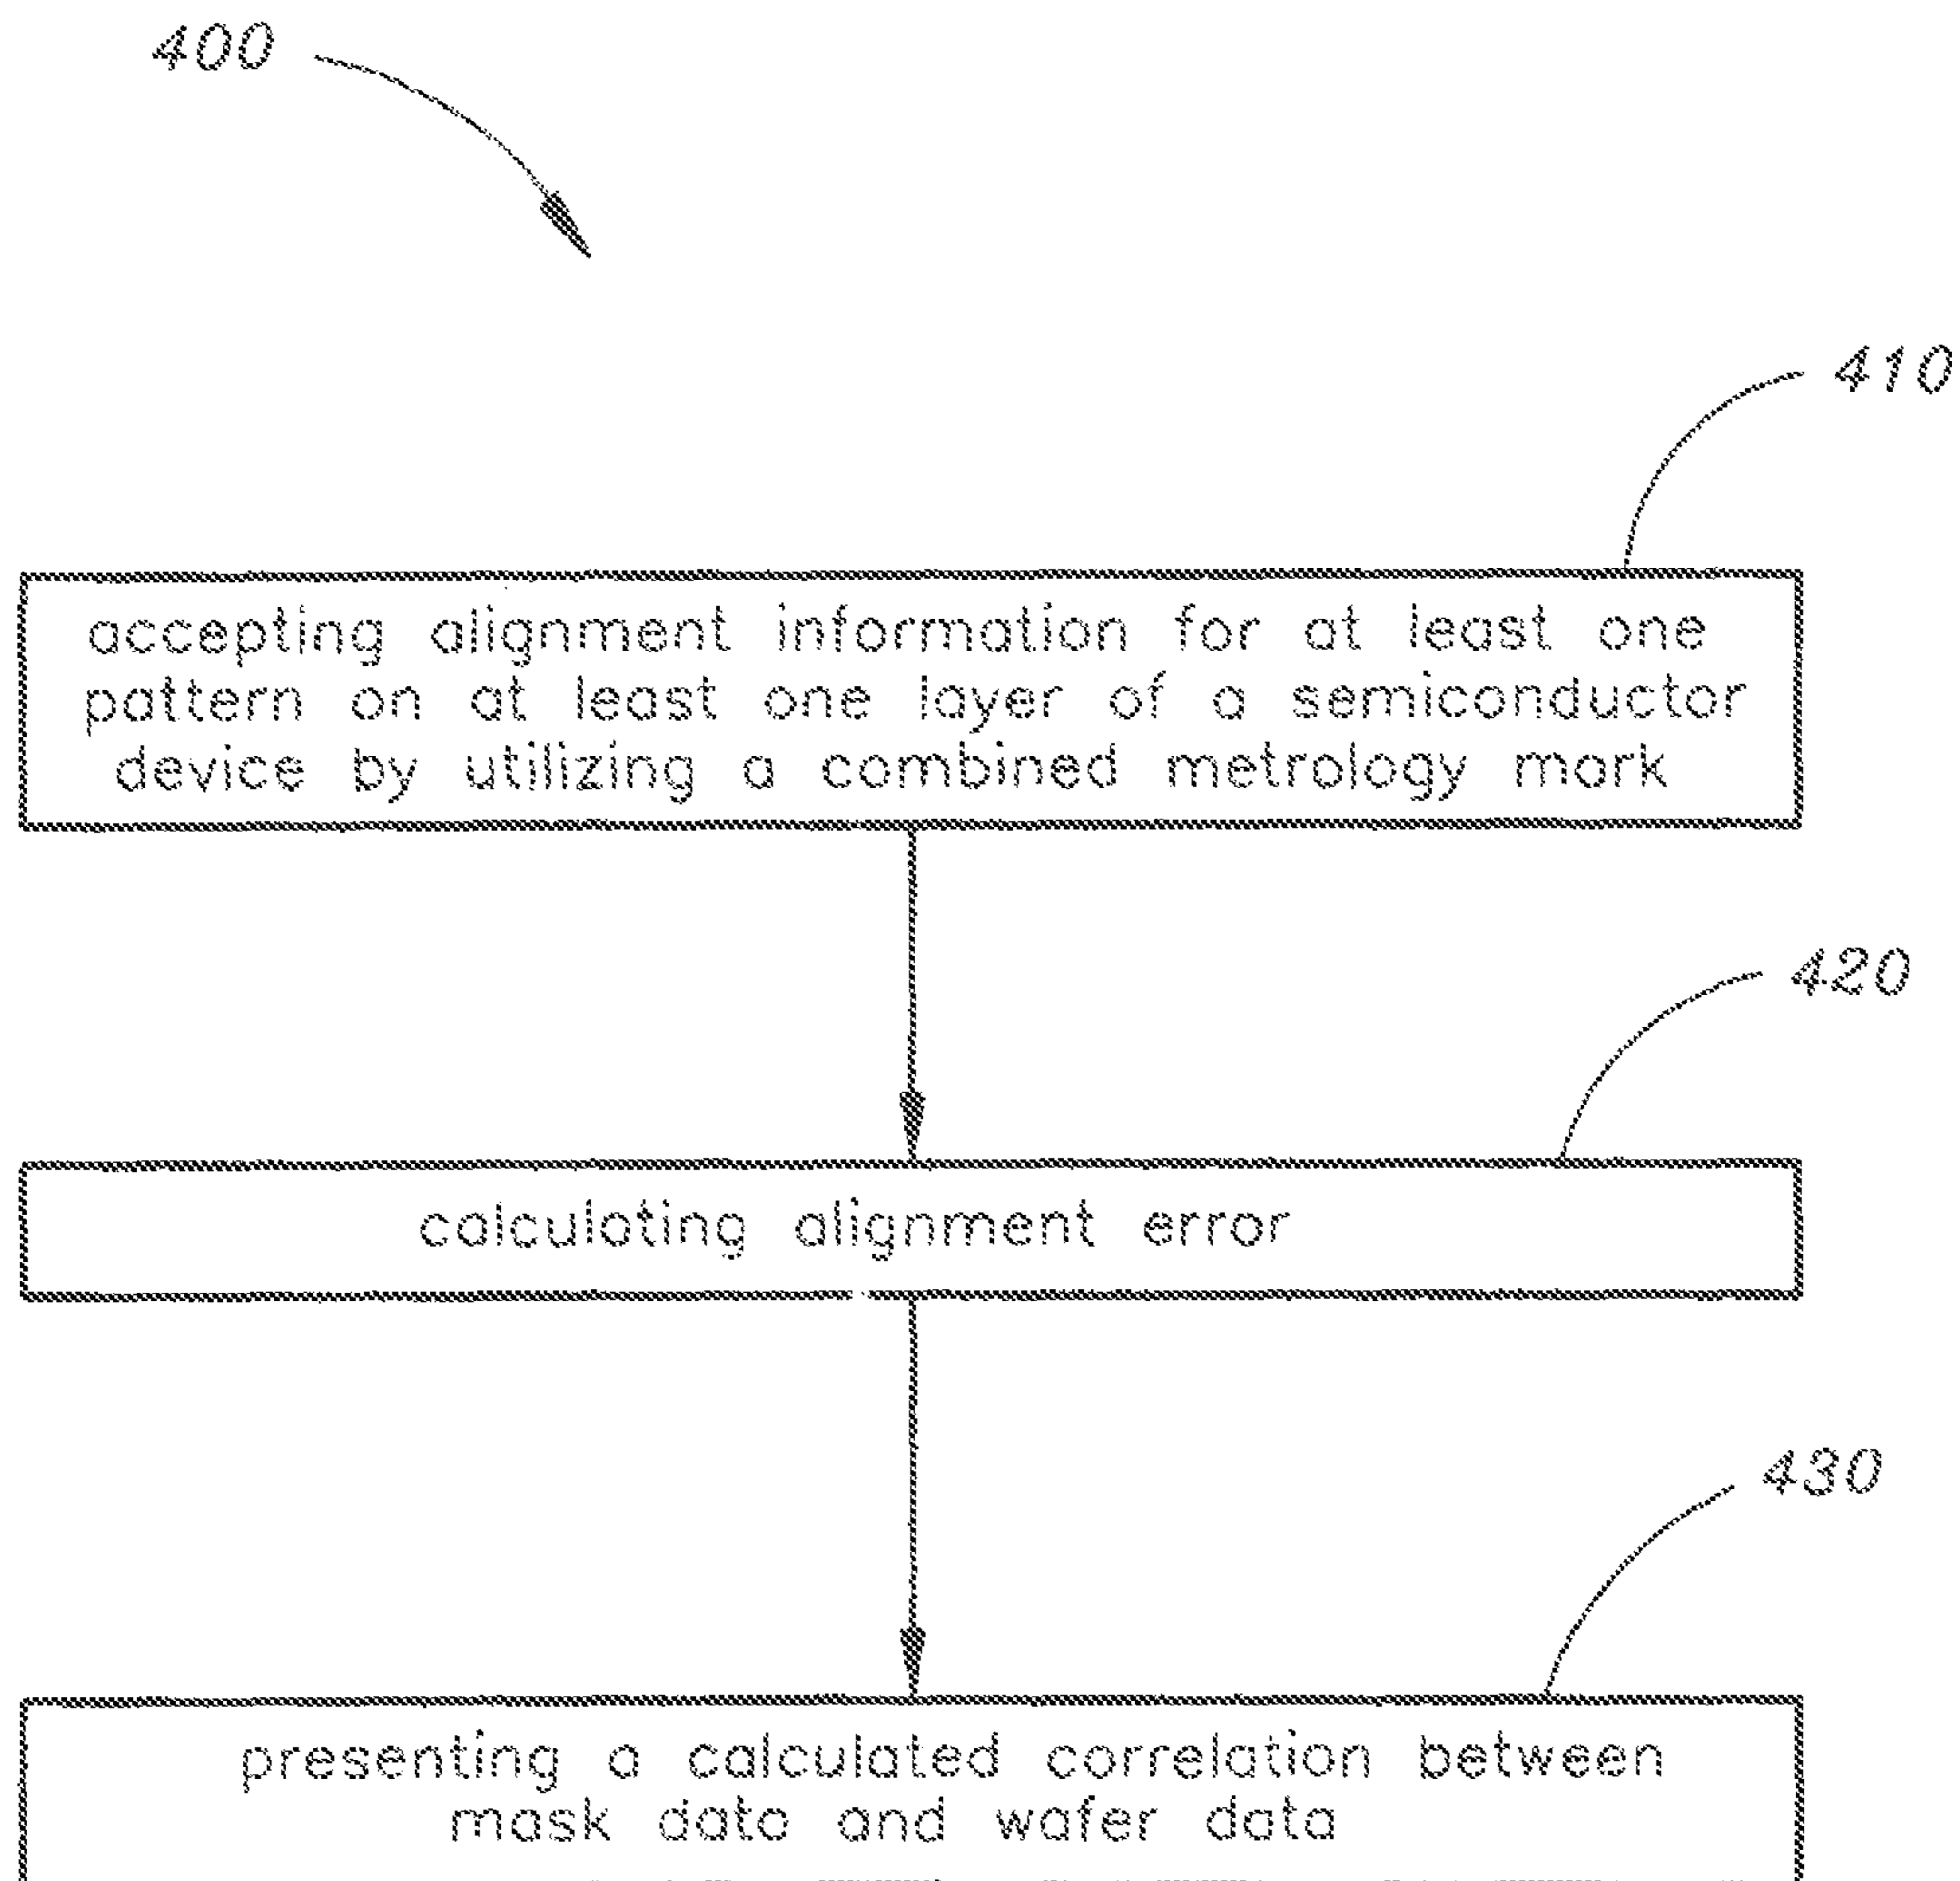 400
410
accepting alignment information for at least one
pattern on at least one layer of a semiconductor
device by utilizing a combined metrology mark
420
calculating alignment error
430
presenting a calculated correlation between
mask data and wafer data